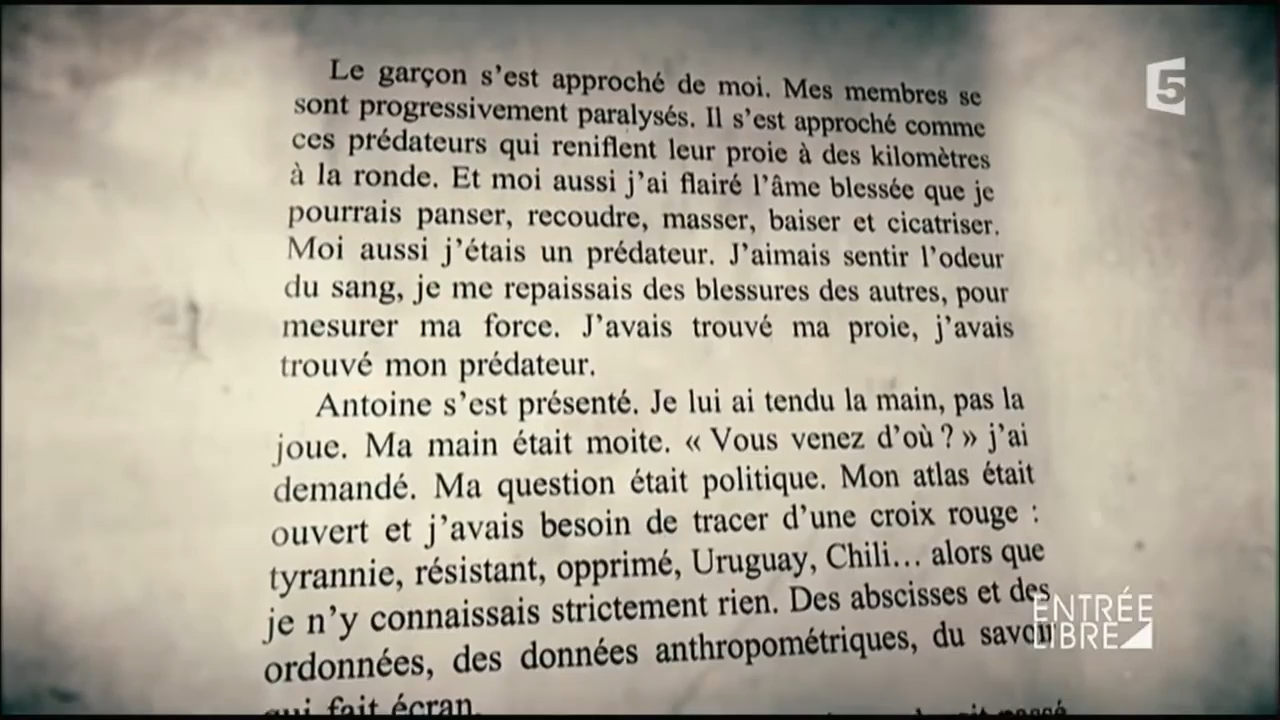 Le garçon s'est approché de moi. Mes membres se
sont progressivement paralysés. Il s'est approché comme
ces prédateurs qui reniflent leur proie à des kilomètres
à la ronde. Et moi aussi j'ai flairé l'âme blessée que je
pourrais panser, recoudre, masser, baiser et cicatriser.
Moi aussi j'étais un prédateur. J'aimais sentir l'odeur
du sang, je me repaissais des blessures des autres, pour
mesurer ma force. J'avais trouvé ma proie, j'avais
trouvé mon prédateur.
Antoine s'est présenté. Je lui ai tendu la main, pas la
joue. Ma main était moite. « Vous venez d'où ? » j'ai
demandé. Ma question était politique. Mon atlas était
ouvert et j'avais besoin de tracer d'une croix rouge :
tyrannie, résistant, opprimé, Uruguay, Chili... alors que
je n'y connaissais strictement rien. Des abscisses et des
ordonnées, des données anthropométriques, du savoir
qui fait écran.
5
ENTRÉE
LIBRE